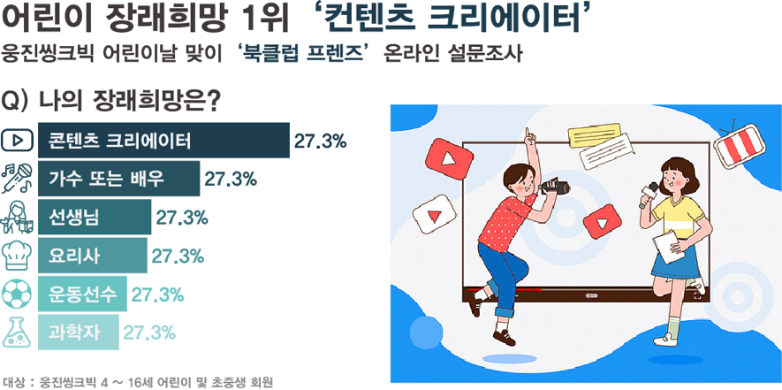 어린이 장래희망 1위 ‘컨텐츠 크리에이터’
웅진씽크빅 어린이날 맞이 ‘북클럽 프렌즈’ 온라인 설문조사
Q) 나의 장래희망은?
콘텐츠 크리에이터 27.3%
가수 또는 배우 27.3%
선생님 27.3%
요리사 27.3%
운동선수 27.3%
과학자 27.3%
대상 : 웅진씽크빅 4 ~ 16세 어린이 및 초중생 회원